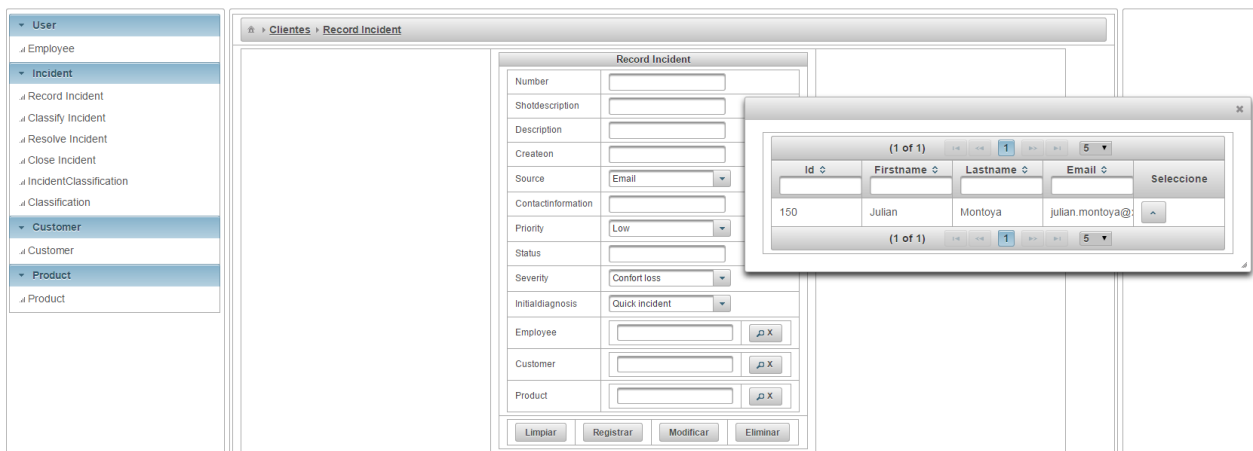 User
Employee
Incident
Record Incident
Classify Incident
Resolve Incident
Close Incident
IncidentClassification
Classification
Customer
Customer
Product
Product
Clientes Record Incident
Record Incident
Number
Shotdescription
Description
Createon
Source Email
Contactinformation
Priority Low
Status
Severity Confort loss
Initialdiagnosis Quick incident
Employee X
Customer X
Product X
Limpiar Registrar Modificar Eliminar
(1 of 1) 1 5
Id Firstname Lastname Email Seleccione
150 Julian Montoya julian.montoya@
(1 of 1) 1 5